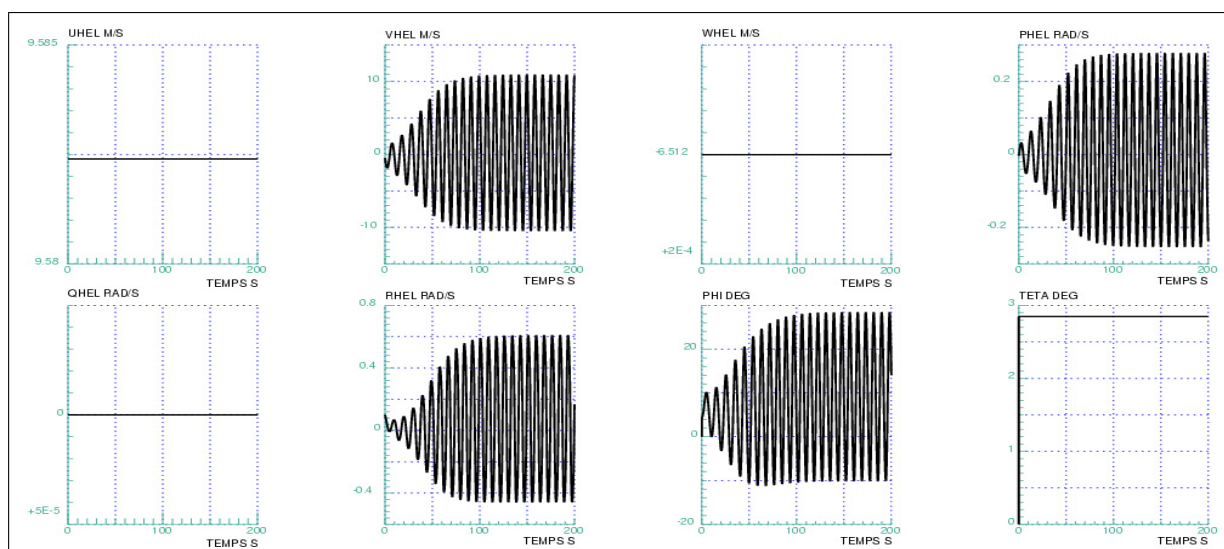 UHEL M/S
9.585
9.58
0 100 200
TEMPS S
VHEL M/S
10
0
-10
0 100 200
TEMPS S
WHEL M/S
-6.512
+2E-4
0 100 200
TEMPS S
PHEL RAD/S
0.2
0
-0.2
0 100 200
TEMPS S
QHEL RAD/S
0
+5E-5
0 100 200
TEMPS S
RHEL RAD/S
0.8
0.4
0
-0.4
0 100 200
TEMPS S
PHI DEG
20
0
-20
0 100 200
TEMPS S
TETA DEG
3
2
1
0
0 100 200
TEMPS S